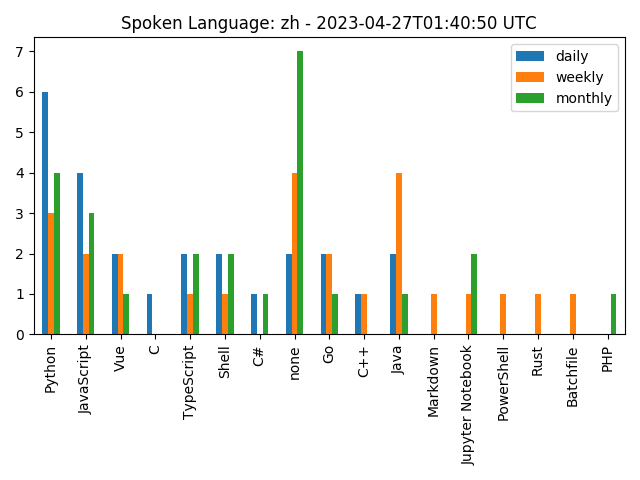 Spoken Language: zh - 2023-04-27T01:40:50 UTC
daily
weekly
monthly
7
6
5
4
3
2
1
0
Python
JavaScript
Vue
C
TypeScript
Shell
C#
none
Go
C++
Java
Markdown
Jupyter Notebook
PowerShell
Rust
Batchfile
PHP